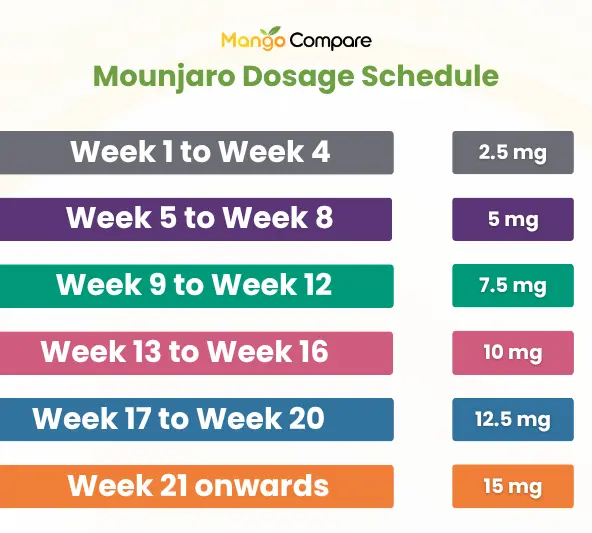 Mango Compare
Mounjaro Dosage Schedule
Week 1 to Week 4 2.5 mg
Week 5 to Week 8 5 mg
Week 9 to Week 12 7.5 mg
Week 13 to Week 16 10 mg
Week 17 to Week 20 12.5 mg
Week 21 onwards 15 mg